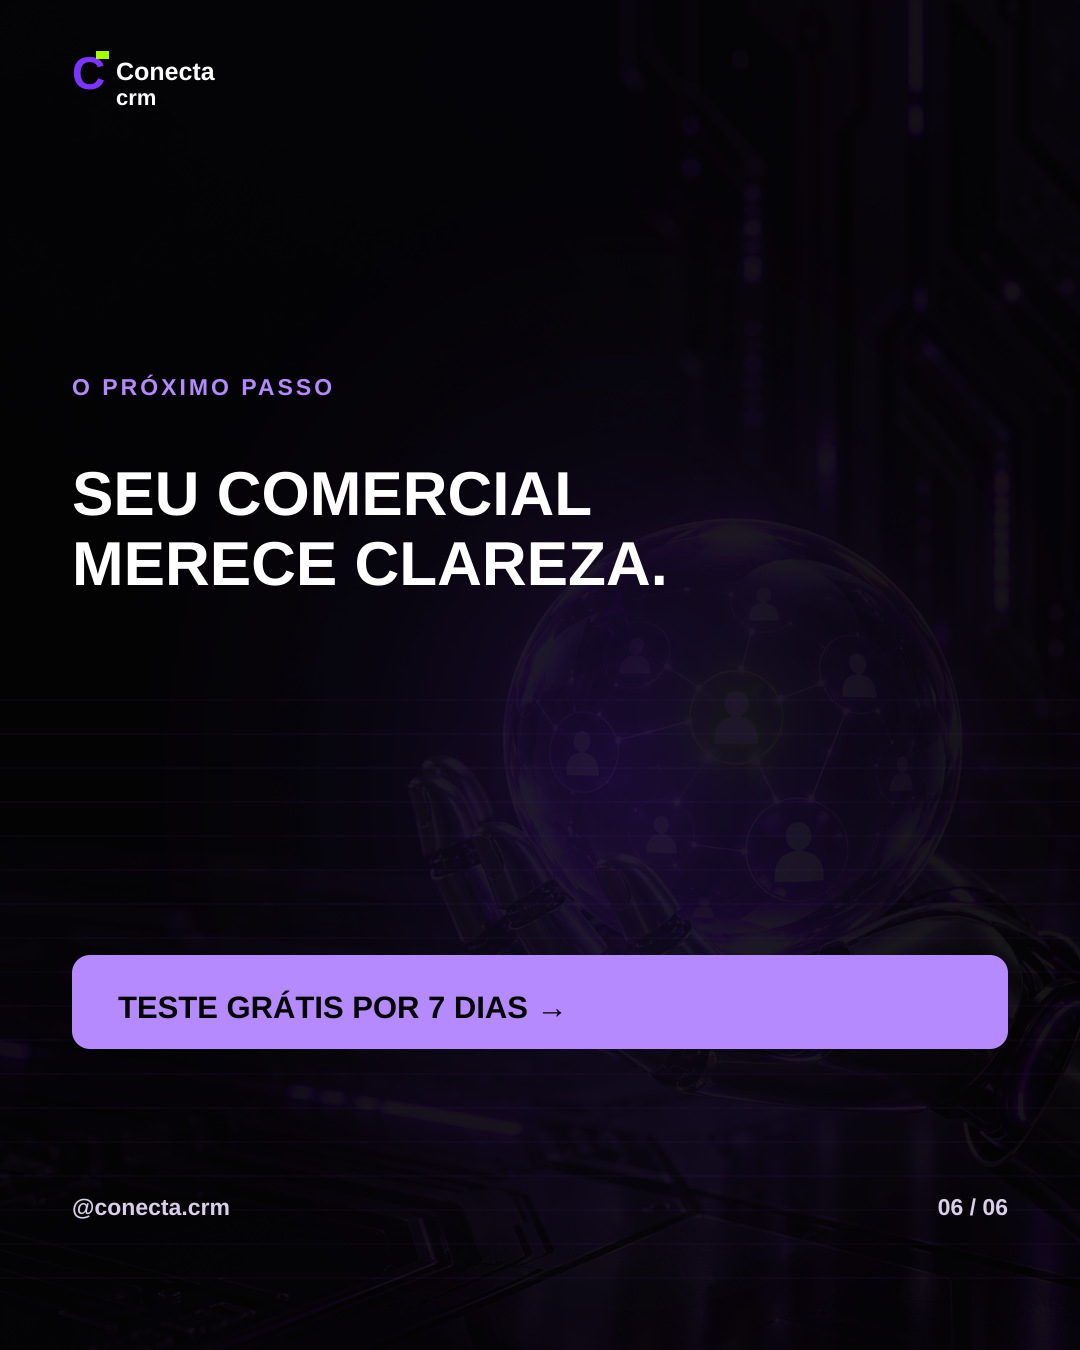 C Conecta
crm
O PRÓXIMO PASSO
SEU COMERCIAL
MERECE CLAREZA.
TESTE GRÁTIS POR 7 DIAS →
@conecta.crm
06 / 06